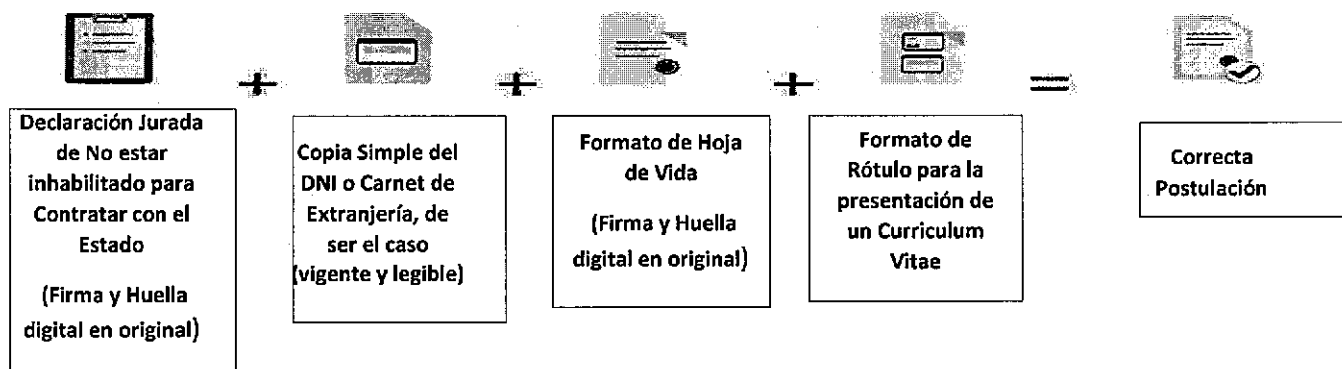 + + + =
Declaración Jurada
de No estar
inhabilitado para
Contratar con el
Estado
(Firma y Huella
digital en original)
Copia Simple del
DNI o Carnet de
Extranjería, de
ser el caso
(vigente y legible)
Formato de Hoja
de Vida
(Firma y Huella
digital en original)
Formato de
Rótulo para la
presentación de
un Curriculum
Vitae
Correcta
Postulación